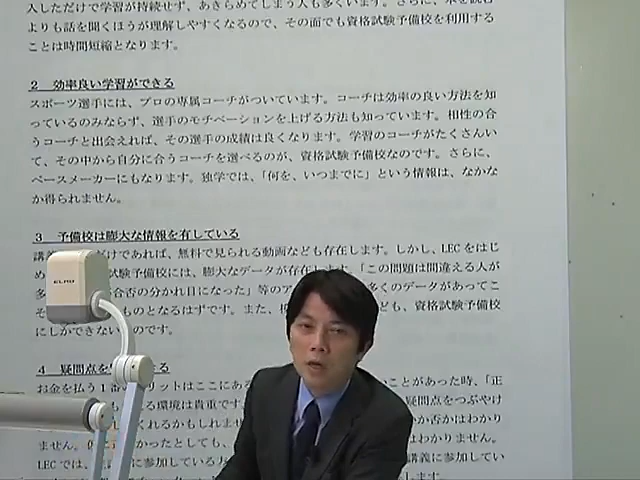 入しただけで学習が持続せず、あきらめてしまう人も多くいます。さらに、本を読む
よりも話を聞くほうが理解しやすくなるので、その面でも資格試験予備校を利用する
ことは時間短縮となります。
2 効率良い学習ができる
スポーツ選手には、プロの専属コーチがついています。コーチは効率の良い方法を知
っているのみならず、選手のモチベーションを上げる方法も知っています。相性の合
うコーチと出会えれば、その選手の成績は良くなります。学習のコーチがたくさんい
て、その中から自分に合うコーチを選べるのが、資格試験予備校なのです。さらに、
ペースメーカーにもなります。独学では、「何を、いつまでに」という情報は、なかな
か得られません。
3 予備校は膨大な情報を有している
講 だけであれば、無料で見られる動画なども存在します。しかし、LECをはじ
め 試験予備校には、膨大なデータが存在します。「この問題は間違える人が
多 合否の分かれ目になった」等のア 多くのデータがあってこ
そ ものとなるはずです。また、 ども、資格試験予備校
にしかできない のです。
4 疑問点を きる
お金を払う1番 リットはここにあ いことがあった時、「正
る環境は貴重です 疑問点をつぶやけ
くれるかもしれませ か否かはわかり
ません。 かったとしても、 はわかりません。
LECでは、 に参加している方 講義に参加してい
します。
ELMO